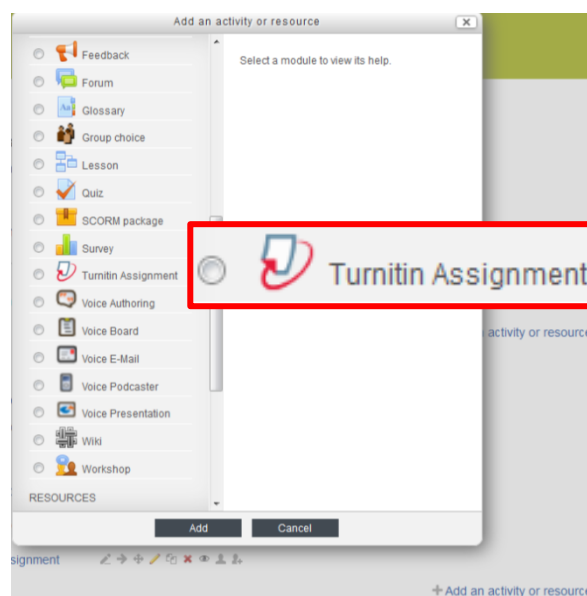 Add an activity or resource
Feedback
Select a module to view its help.
Forum
Glossary
Group choice
Lesson
Quiz
SCORM package
Survey
Turnitin Assignment
Turnitin Assignment
Voice Authoring
Voice Board
activity or resource
Voice E-Mail
Voice Podcaster
Voice Presentation
Wiki
Workshop
RESOURCES
Add
Cancel
signment
+ Add an activity or resource